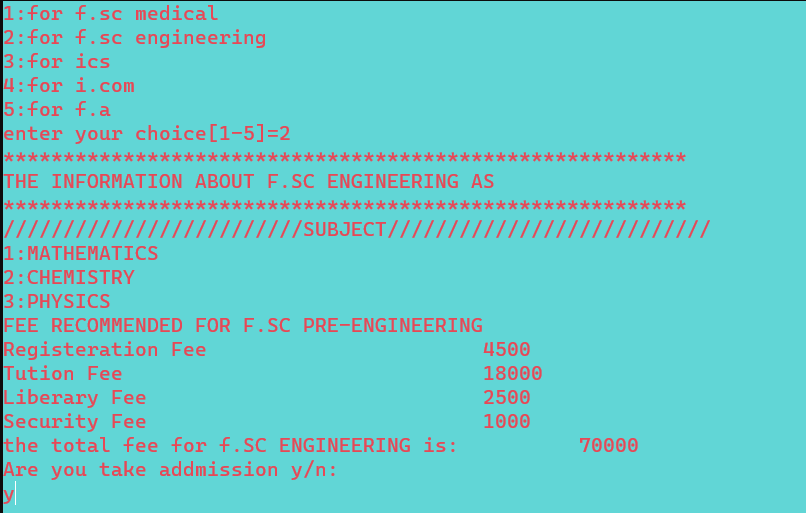 1:for f.sc medical
2:for f.sc engineering
3:for ics
4:for i.com
5:for f.a
enter your choice[1-5]=2
*********************************************************
THE INFORMATION ABOUT F.SC ENGINEERING AS
*********************************************************
/////////////////////////SUBJECT///////////////////////////
1:MATHEMATICS
2:CHEMISTRY
3:PHYSICS
FEE RECOMMENDED FOR F.SC PRE-ENGINEERING
Registeration Fee 4500
Tution Fee 18000
Liberary Fee 2500
Security Fee 1000
the total fee for f.SC ENGINEERING is: 70000
Are you take addmission y/n:
y